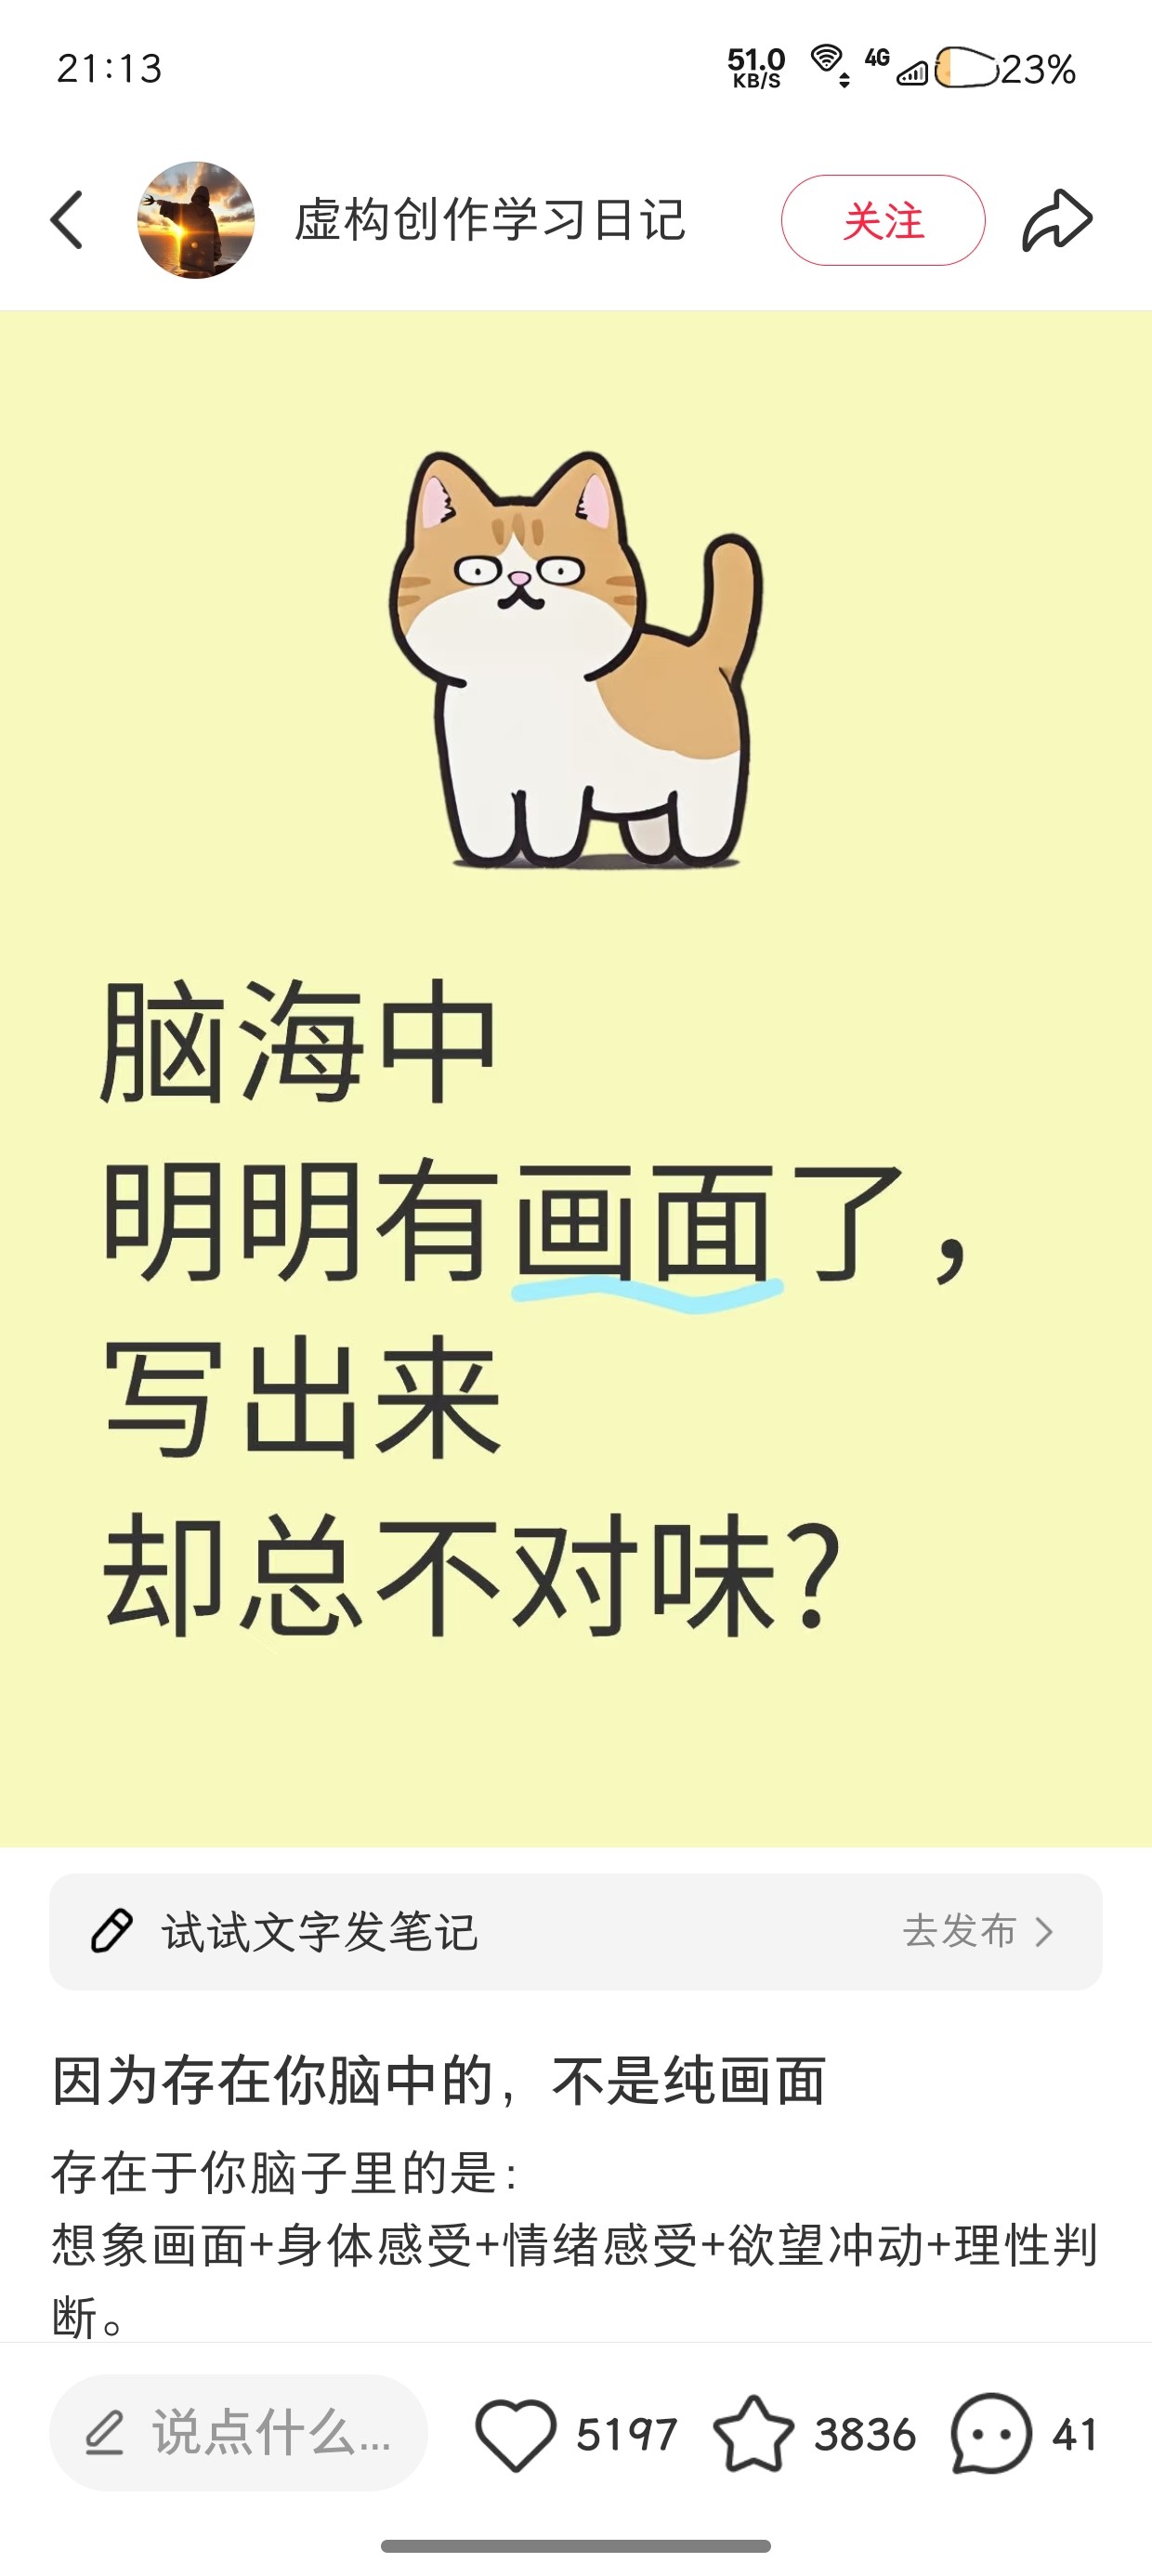 21:13
51.0
KB/S
4G
23%
虚构创作学习日记
关注
脑海中
明明有画面了，
写出来
却总不对味？
试试文字发笔记
去发布
因为存在你脑中的，不是纯画面
存在于你脑子里的是：
想象画面+身体感受+情绪感受+欲望冲动+理性判
断。
说点什么...
5197
3836
41